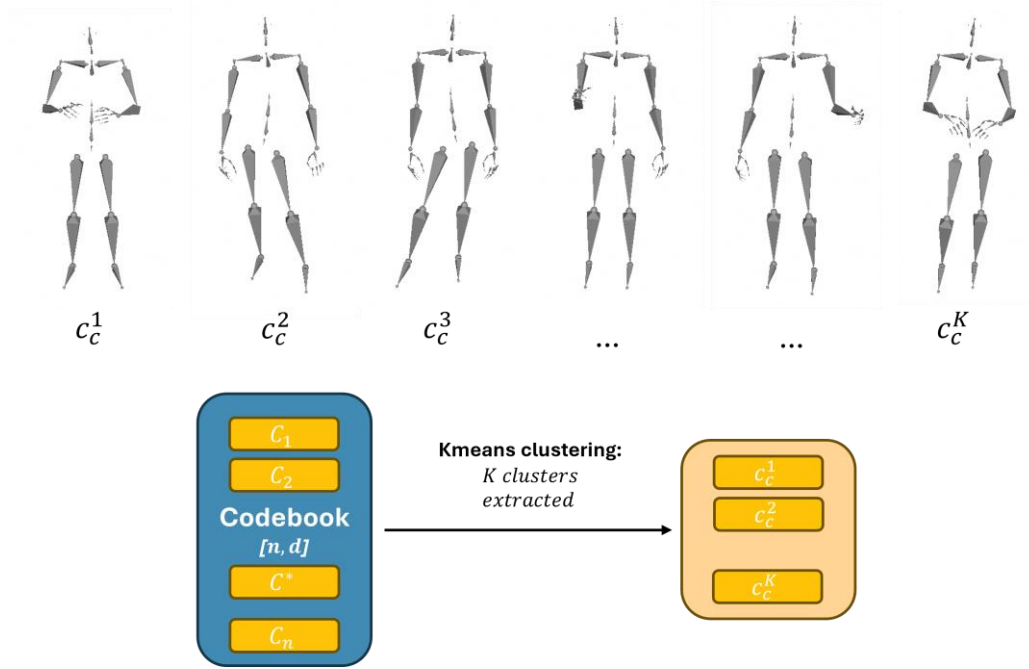 $c_c^1$
$c_c^2$
$c_c^3$
...
...
$c_c^K$
$C_1$
$C_2$
Codebook
$[n, d]$
$C^*$
$C_n$
Kmeans clustering:
K clusters
extracted
$c_c^1$
$c_c^2$
$c_c^K$